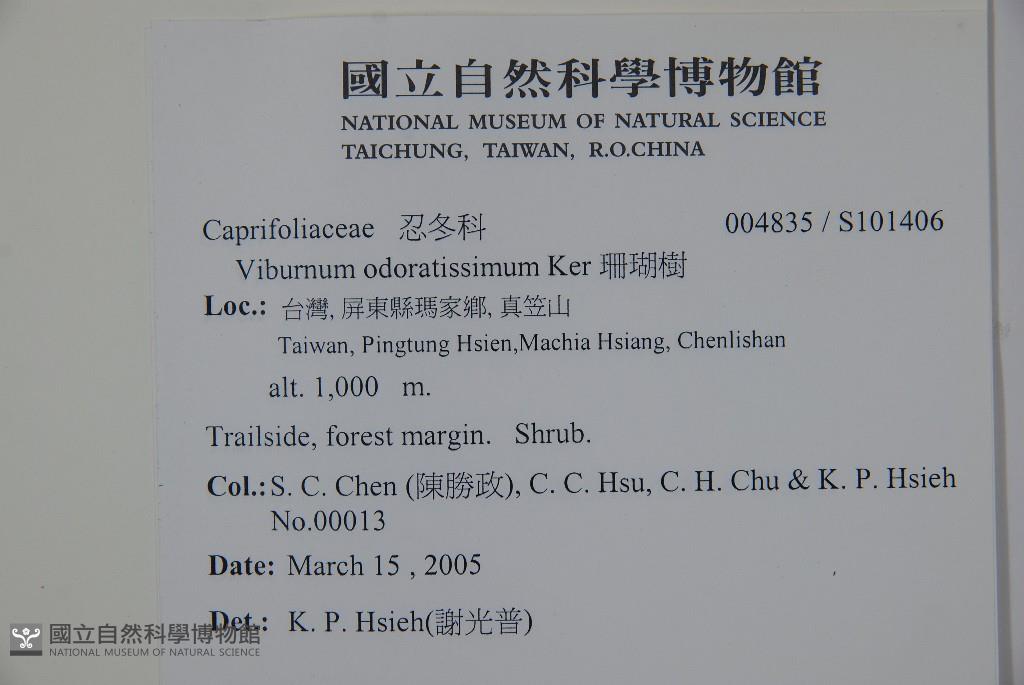 國立自然科學博物館
NATIONAL MUSEUM OF NATURAL SCIENCE
TAICHUNG, TAIWAN, R.O.CHINA
Caprifoliaceae 忍冬科 004835 / S101406
Viburnum odoratissimum Ker 珊瑚樹
Loc.: 台灣, 屏東縣瑪家鄉, 真笠山
Taiwan, Pingtung Hsien,Machia Hsiang, Chenlishan
alt. 1,000 m.
Trailside, forest margin. Shrub.
Col.: S. C. Chen (陳勝政), C. C. Hsu, C. H. Chu & K. P. Hsieh
No.00013
Date: March 15 , 2005
Det.: K. P. Hsieh(謝光普)
國立自然科學博物館
NATIONAL MUSEUM OF NATURAL SCIENCE